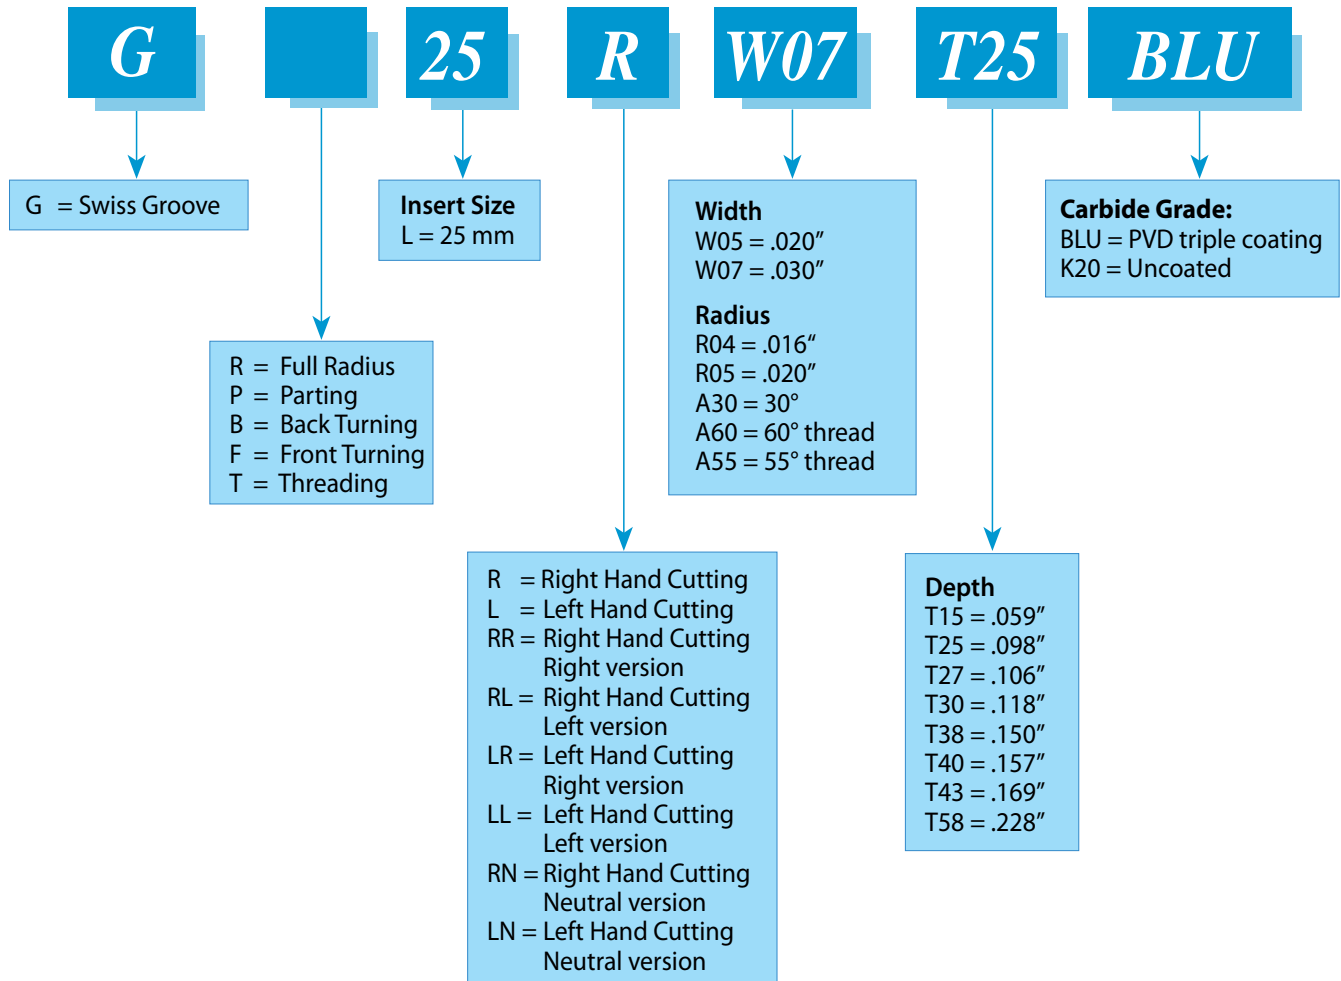 G 25 R W07 T25 BLU
G = Swiss Groove
R = Full Radius
P = Parting
B = Back Turning
F = Front Turning
T = Threading
Insert Size
L = 25 mm
R = Right Hand Cutting
L = Left Hand Cutting
RR = Right Hand Cutting
Right version
RL = Right Hand Cutting
Left version
LR = Left Hand Cutting
Right version
LL = Left Hand Cutting
Left version
RN = Right Hand Cutting
Neutral version
LN = Left Hand Cutting
Neutral version
Width
W05 = .020”
W07 = .030”
Radius
R04 = .016“
R05 = .020”
A30 = 30°
A60 = 60° thread
A55 = 55° thread
Depth
T15 = .059”
T25 = .098”
T27 = .106”
T30 = .118”
T38 = .150”
T40 = .157”
T43 = .169”
T58 = .228”
Carbide Grade:
BLU = PVD triple coating
K20 = Uncoated